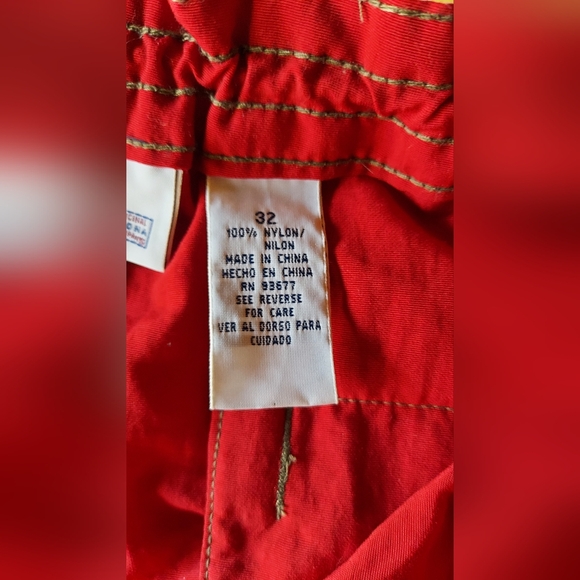 32
100% NYLON/
NILON
MADE IN CHINA
HECHO EN CHINA
RN 93677
SEE REVERSE
FOR CARE
VER AL DORSO PARA
CUIDADO